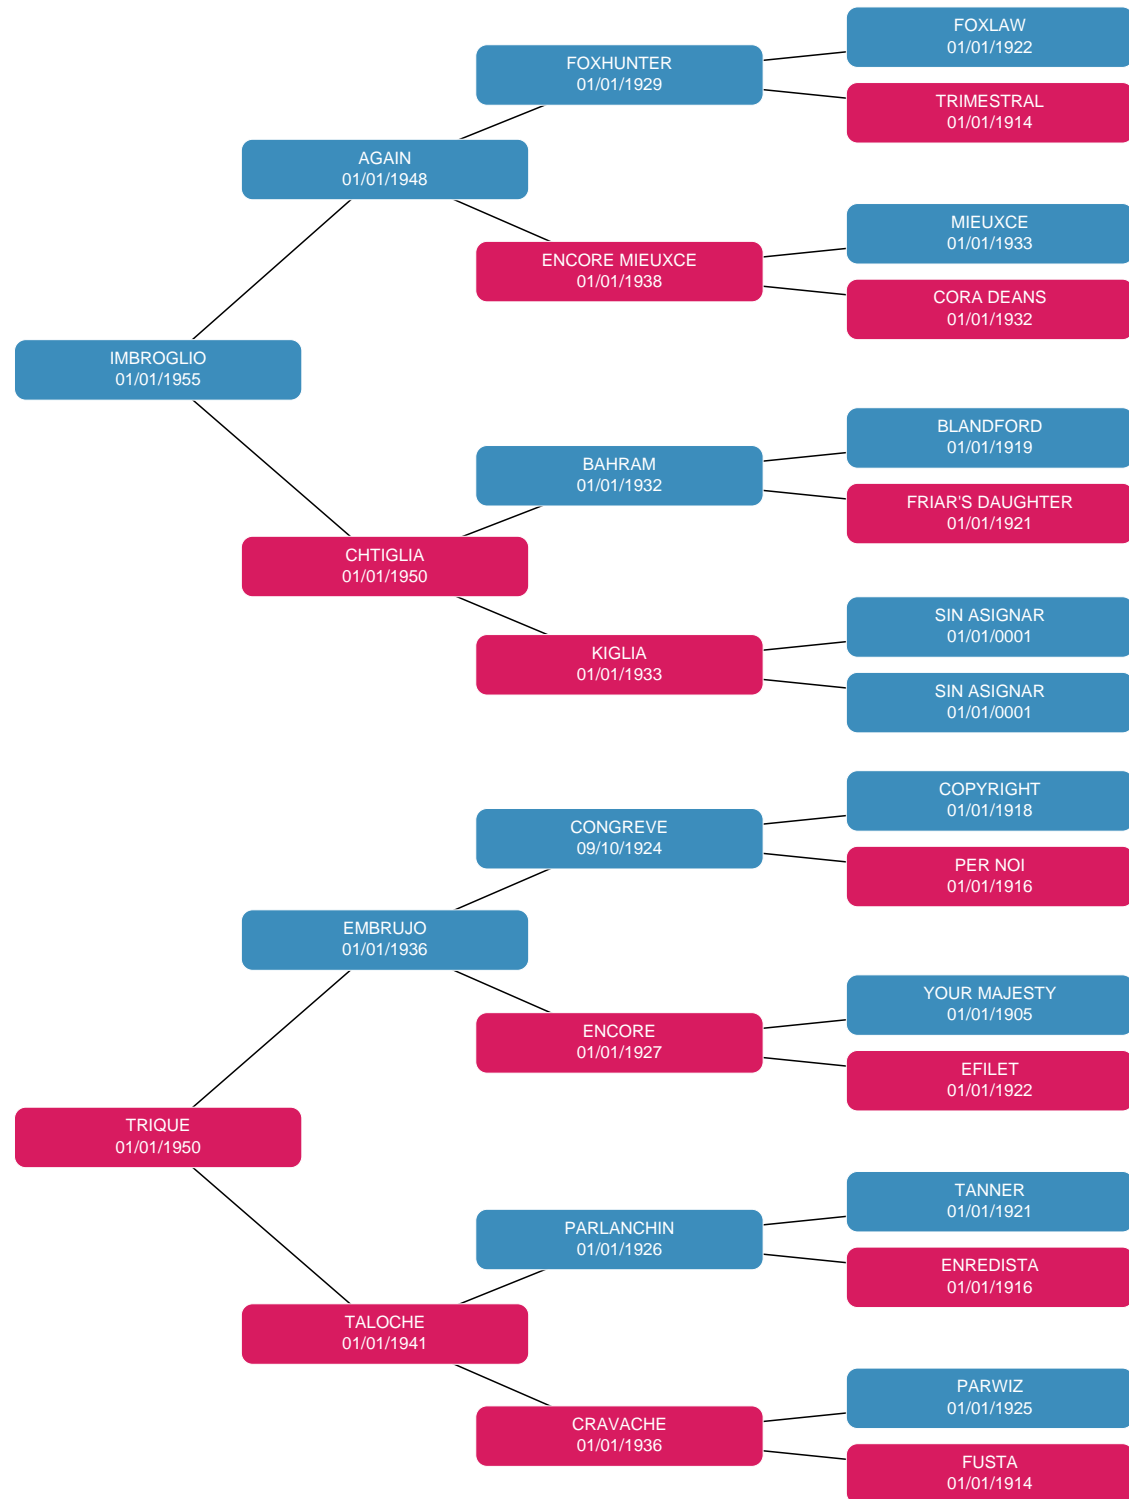 FOXLAW
01/01/1922
FOXHUNTER
01/01/1929
TRIMESTRAL
01/01/1914
AGAIN
01/01/1948
MIEUXCE
01/01/1933
ENCORE MIEUXCE
01/01/1938
CORA DEANS
01/01/1932
IMBROGLIO
01/01/1955
BLANDFORD
01/01/1919
BAHRAM
01/01/1932
FRIAR'S DAUGHTER
01/01/1921
CHTIGLIA
01/01/1950
SIN ASIGNAR
01/01/0001
KIGLIA
01/01/1933
SIN ASIGNAR
01/01/0001
COPYRIGHT
01/01/1918
CONGREVE
09/10/1924
PER NOI
01/01/1916
EMBRUJO
01/01/1936
YOUR MAJESTY
01/01/1905
ENCORE
01/01/1927
EFILET
01/01/1922
TRIQUE
01/01/1950
TANNER
01/01/1921
PARLANCHIN
01/01/1926
ENREDISTA
01/01/1916
TALOCHE
01/01/1941
PARWIZ
01/01/1925
CRAVACHE
01/01/1936
FUSTA
01/01/1914